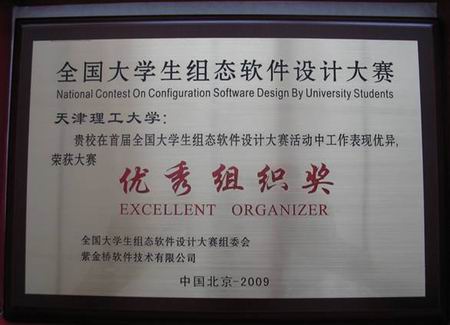 全国大学生组态软件设计大赛
National Contest On Configuration Software Design By University Students
天津理工大学：
贵校在首届全国大学生组态软件设计大赛活动中工作表现优异,
荣获大赛
优秀组织奖
EXCELLENT ORGANIZER
全国大学生组态软件设计大赛组委会
紫金桥软件技术有限公司
中国北京-2009